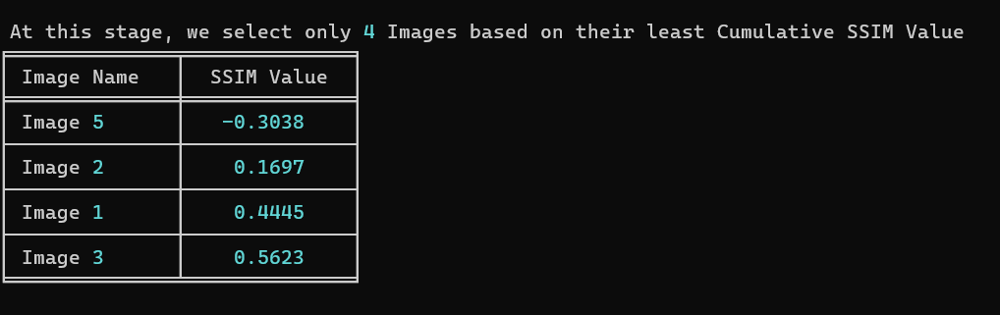 At this stage, we select only 4 Images based on their least Cumulative SSIM Value
Image Name SSIM Value
Image 5 -0.3038
Image 2 0.1697
Image 1 0.4445
Image 3 0.5623